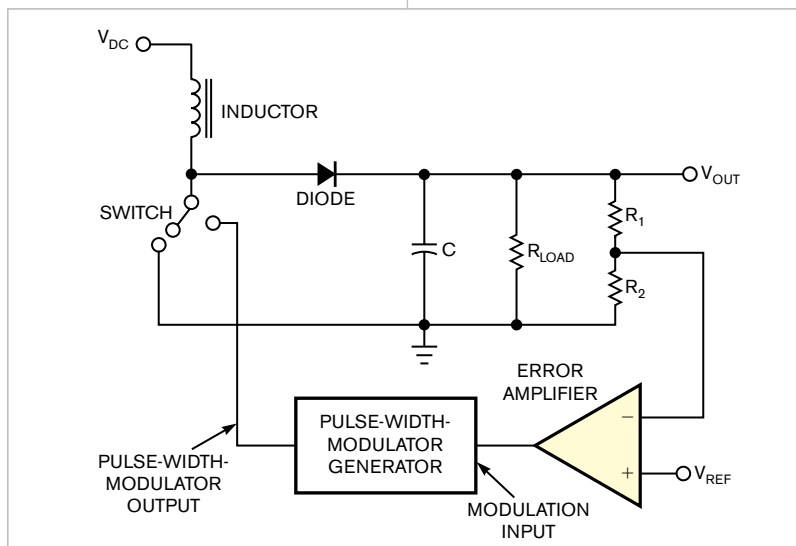 V_DC
INDUCTOR
SWITCH
DIODE
V_OUT
R_1
C
R_LOAD
R_2
ERROR
AMPLIFIER
–
+
V_REF
PULSE-WIDTH-
MODULATOR
GENERATOR
PULSE-WIDTH-
MODULATOR
OUTPUT
MODULATION
INPUT